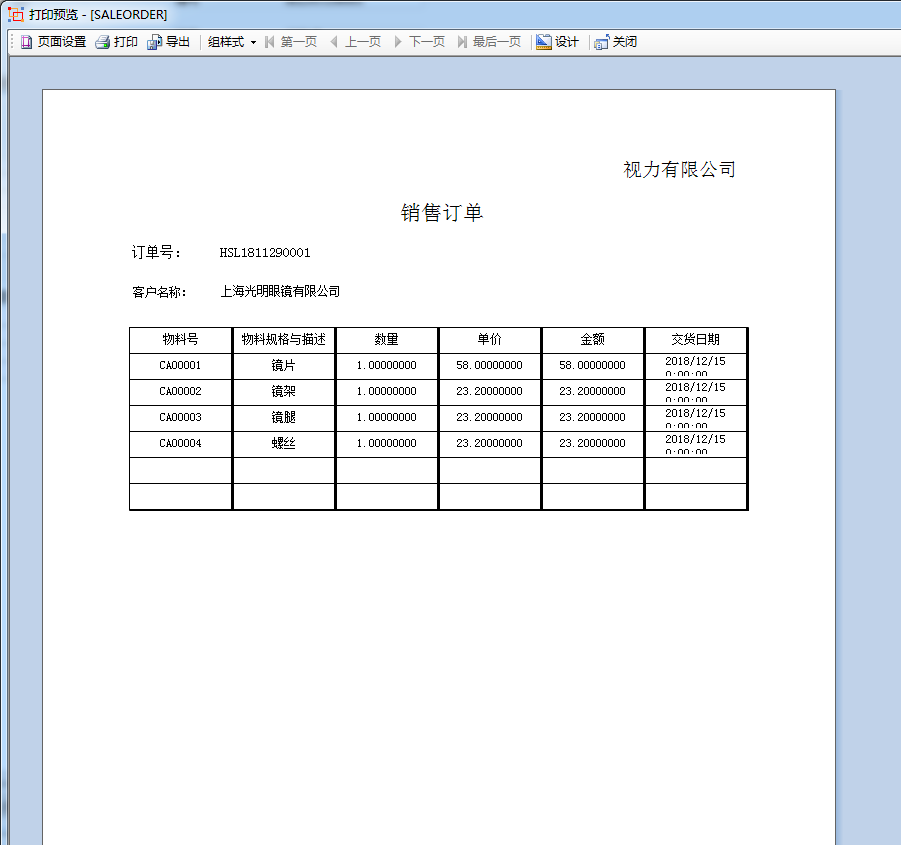 打印预览 - [SALEORDER]
页面设置 打印 导出 组样式 第一页 上一页 下一页 最后一页 设计 关闭
视力有限公司
销售订单
订单号： HSL1811290001
客户名称： 上海光明眼镜有限公司
物料号 物料规格与描述 数量 单价 金额 交货日期
CA00001 镜片 1.00000000 58.00000000 58.00000000 2018/12/15 0:00:00
CA00002 镜架 1.00000000 23.20000000 23.20000000 2018/12/15 0:00:00
CA00003 镜腿 1.00000000 23.20000000 23.20000000 2018/12/15 0:00:00
CA00004 螺丝 1.00000000 23.20000000 23.20000000 2018/12/15 0:00:00